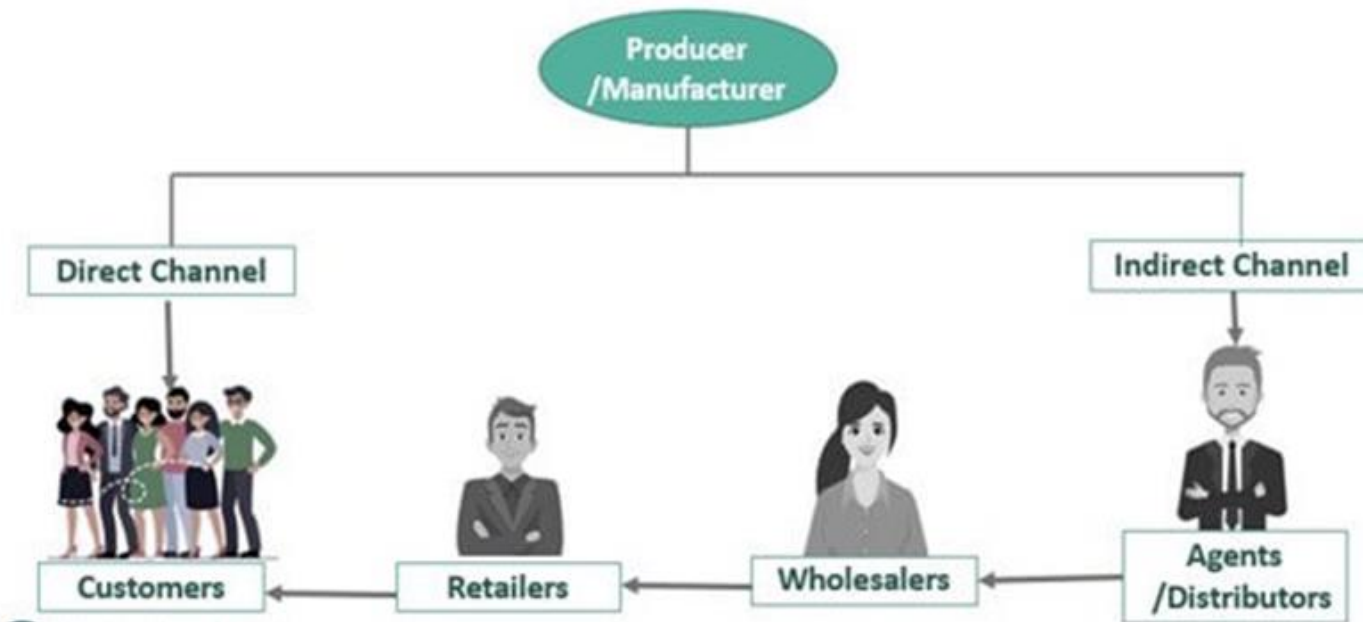 Producer
/Manufacturer
Direct Channel
Indirect Channel
Customers
Retailers
Wholesalers
Agents
/Distributors